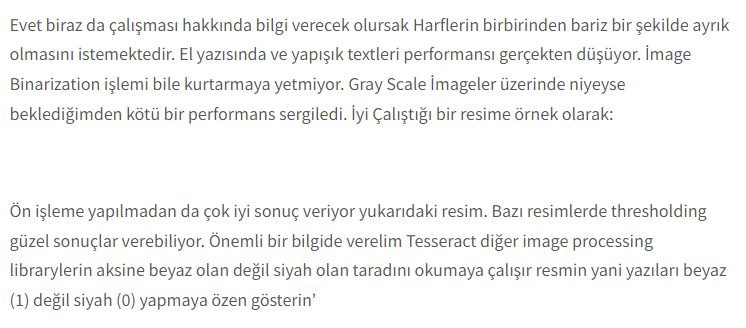 Evet biraz da çalışması hakkında bilgi verecek olursak Harflerin birbirinden bariz bir şekilde ayrık
olmasını istemektedir. El yazısında ve yapışık textleri performansı gerçekten düşüyor. İmage
Binarization işlemi bile kurtarmaya yetmiyor. Gray Scale İmageler üzerinde niyeyse
beklediğimden kötü bir performans sergiledi. İyi Çalıştığı bir resime örnek olarak:
Ön işleme yapılmadan da çok iyi sonuç veriyor yukarıdaki resim. Bazı resimlerde thresholding
güzel sonuçlar verebiliyor. Önemli bir bilgide verelim Tesseract diğer image processing
librarylerin aksine beyaz olan değil siyah olan taradını okumaya çalışır resmin yani yazıları beyaz
(1) değil siyah (0) yapmaya özen gösterin’